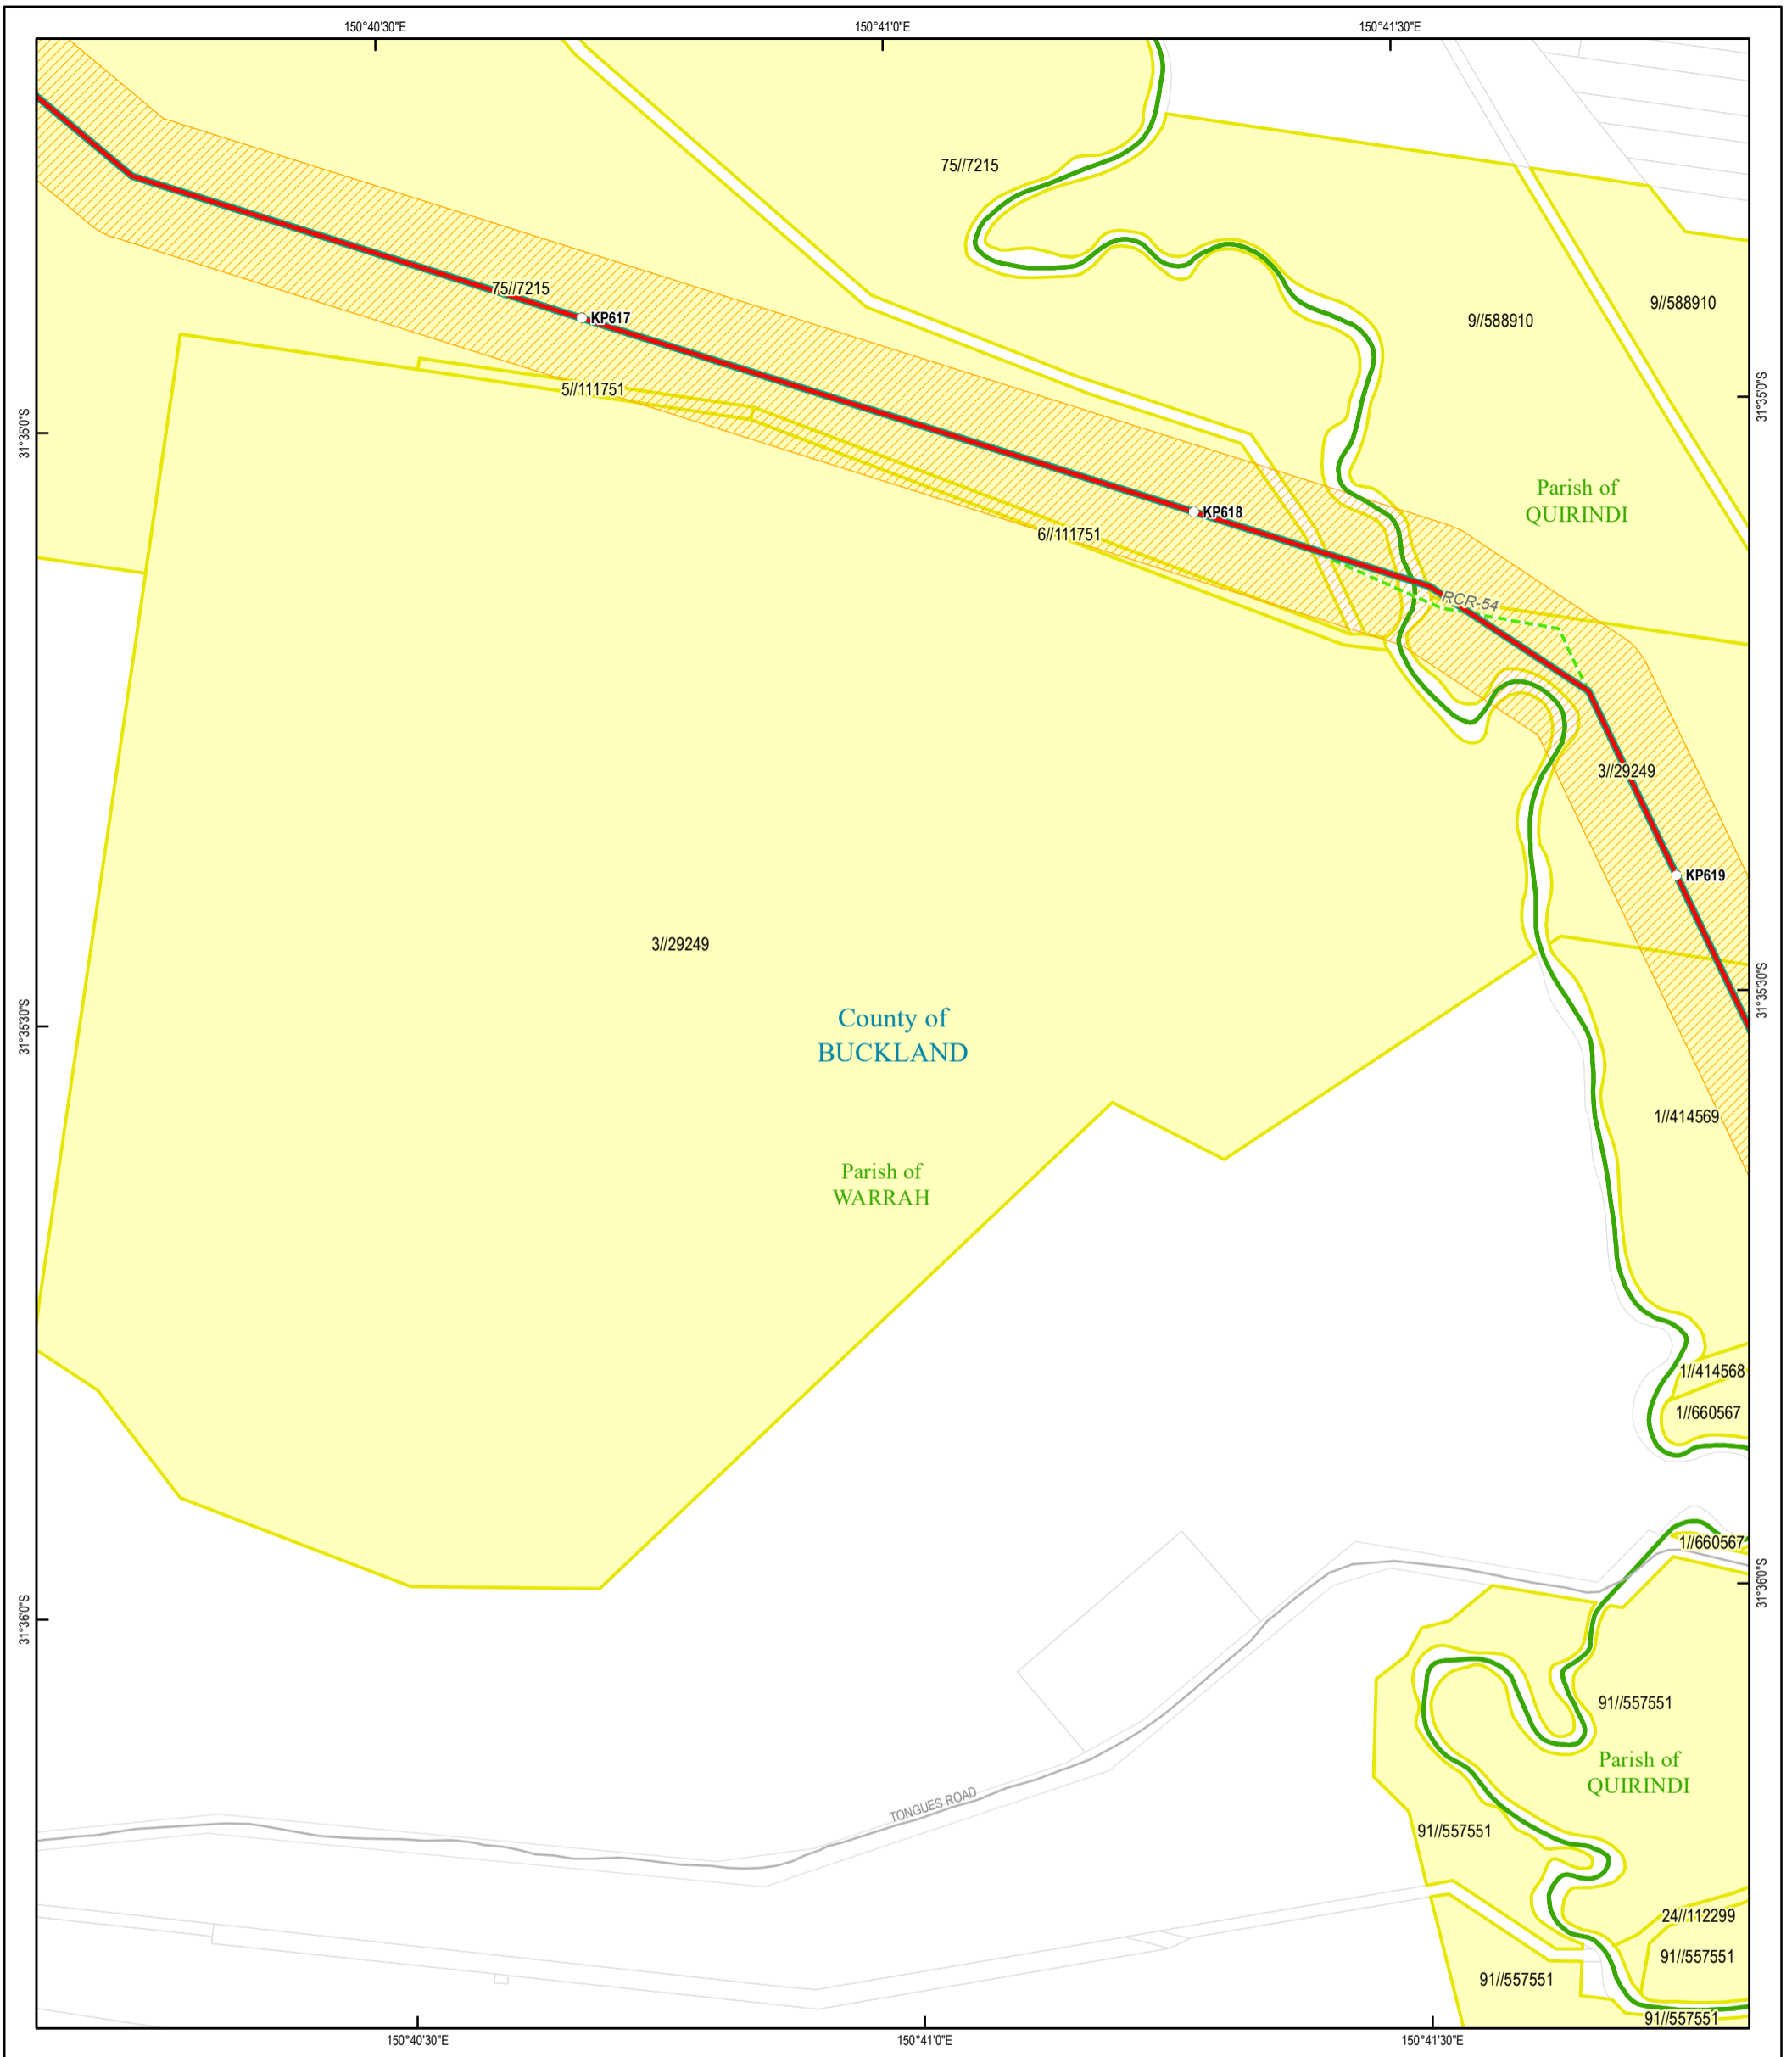 150°40'30"E
150°41'0"E
150°41'30"E
75//7215
9//588910
9//588910
75//7215
KP617
5//111751
31°35'0"S
31°35'0"S
Parish of
QUIRINDI
KP618
6//111751
RCR-54
3//29249
KP619
3//29249
31°35'30"S
31°35'30"S
County of
BUCKLAND
1//414569
Parish of
WARRAH
1//414568
1//660567
1//660567
31°36'0"S
31°36'0"S
91//557551
Parish of
QUIRINDI
TONGUES ROAD
91//557551
24//112299
91//557551
91//557551
91//557551
150°40'30"E
150°41'0"E
150°41'30"E